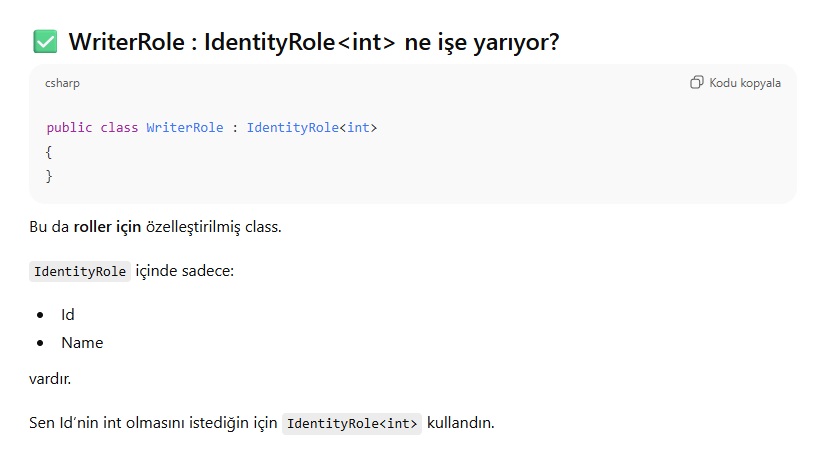 ✅ WriterRole : IdentityRole<int> ne işe yarıyor?
csharp
Kodu kopyala
public class WriterRole : IdentityRole<int>
{
}
Bu da roller için özelleştirilmiş class.
IdentityRole içinde sadece:
• Id
• Name
vardır.
Sen Id’nin int olmasını istediğin için IdentityRole<int> kullandın.